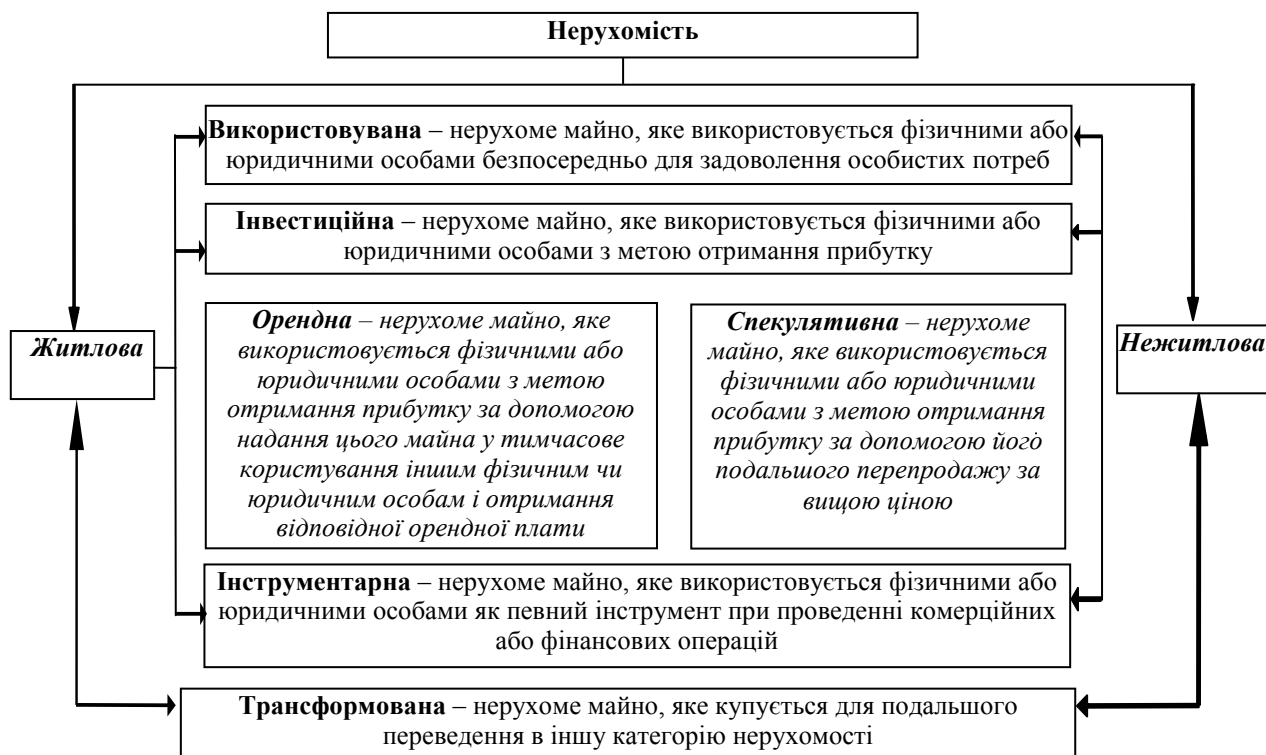 Нерухомість
Використовувана – нерухоме майно, яке використовується фізичними або
юридичними особами безпосередньо для задоволення особистих потреб
Інвестиційна – нерухоме майно, яке використовується фізичними або
юридичними особами з метою отримання прибутку
Житлова
Орендна – нерухоме майно, яке
використовується фізичними або
юридичними особами з метою
отримання прибутку за допомогою
надання цього майна у тимчасове
користування іншим фізичним чи
юридичним особам і отримання
відповідної орендної плати
Спекулятивна – нерухоме
майно, яке використовується
фізичними або юридичними
особами з метою отримання
прибутку за допомогою його
подальшого перепродажу за
вищою ціною
Нежитлова
Інструментарна – нерухоме майно, яке використовується фізичними або
юридичними особами як певний інструмент при проведенні комерційних
або фінансових операцій
Трансформована – нерухоме майно, яке купується для подальшого
переведення в іншу категорію нерухомості